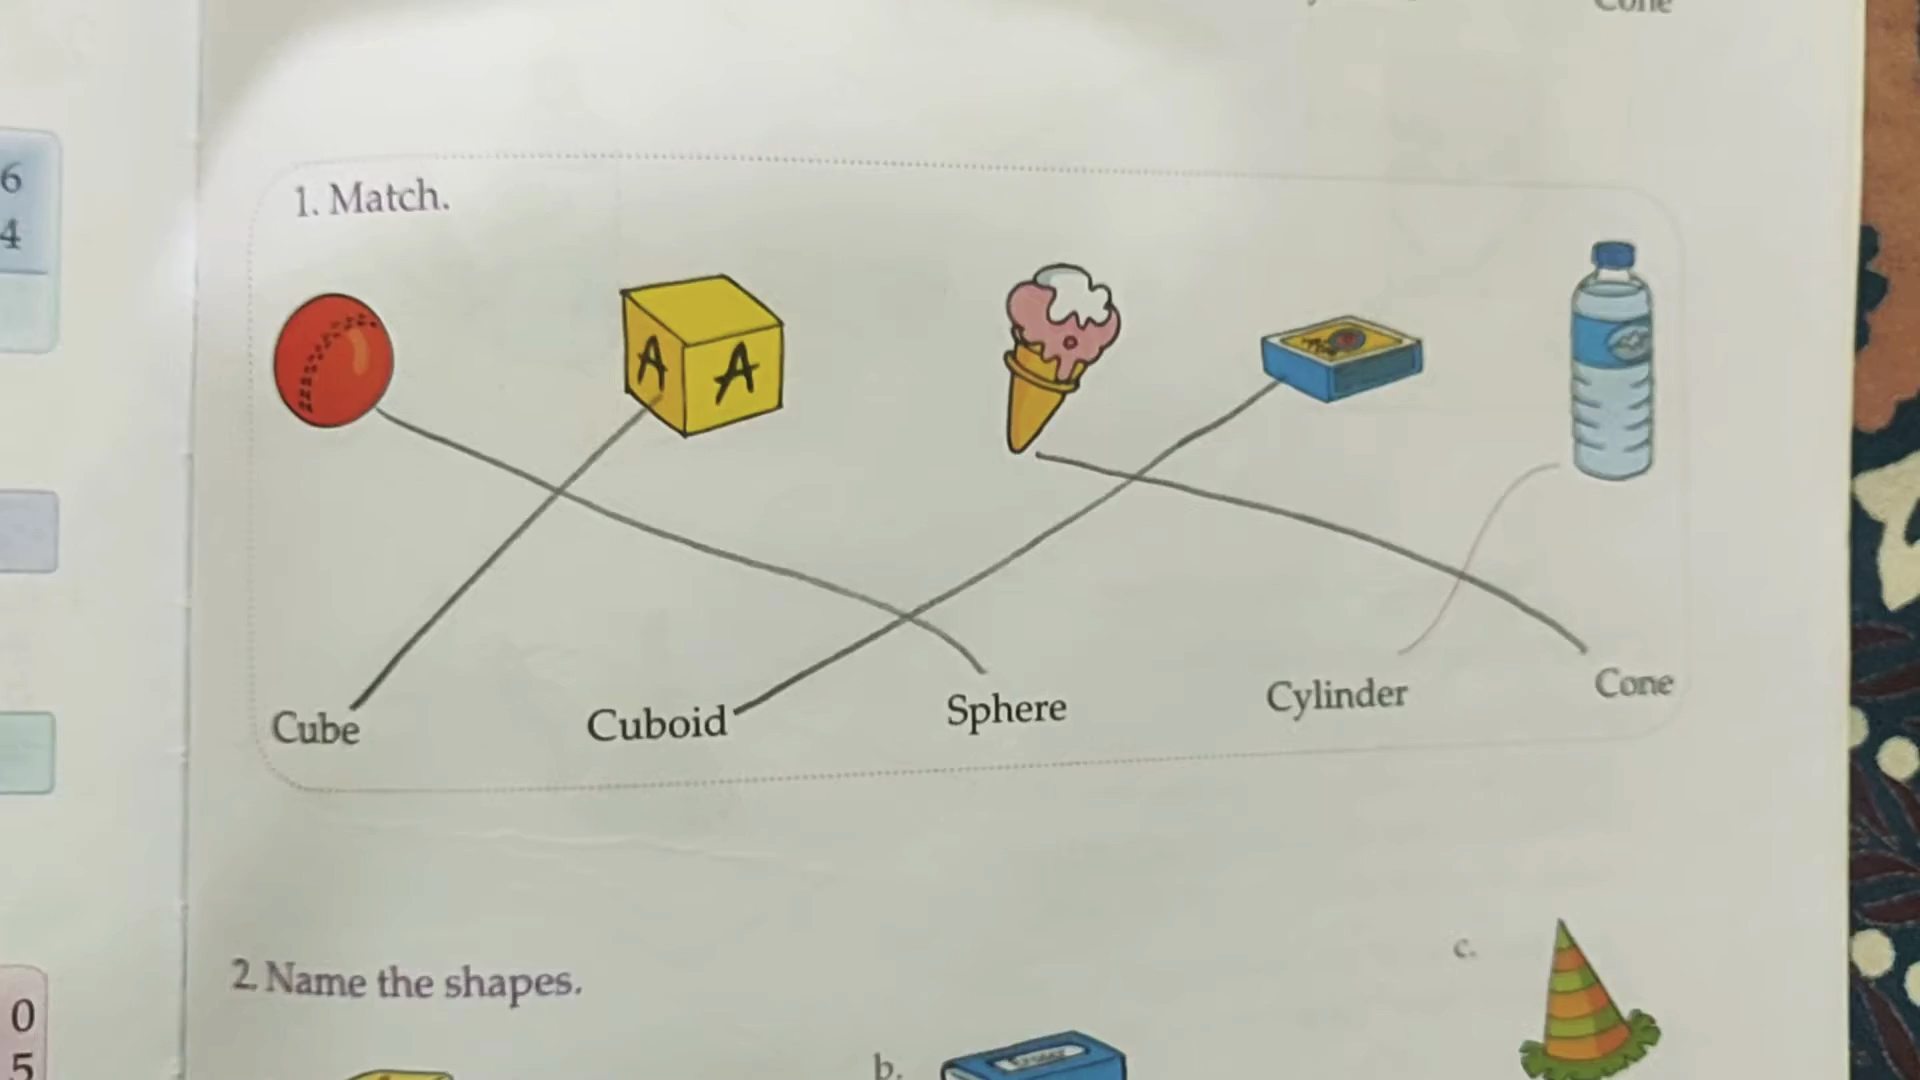 Cone
6
4
1. Match.
A A
Cube Cuboid Sphere Cylinder Cone
2. Name the shapes.
c.
b.
0
5